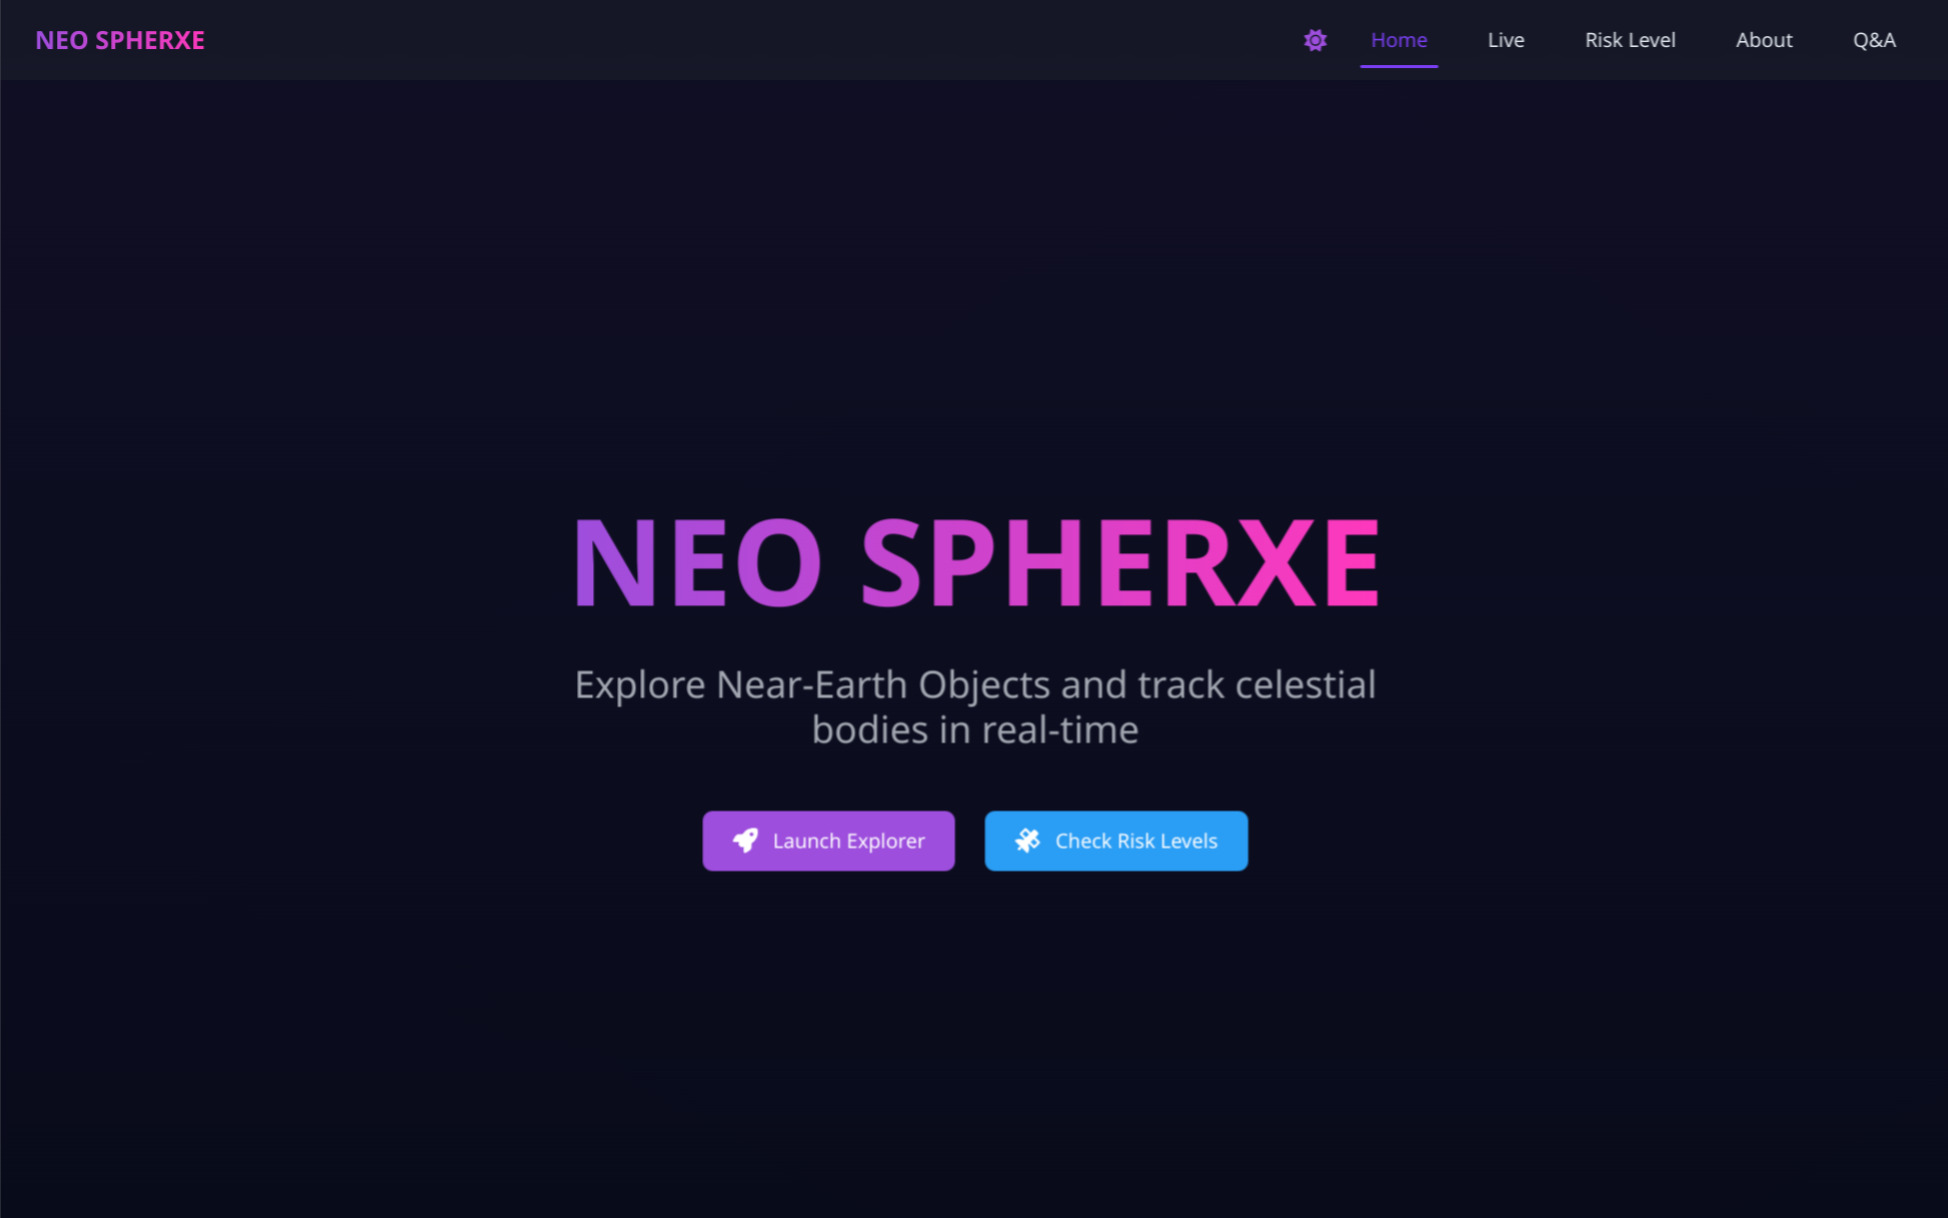 NEO SPHERXE
Home
Live
Risk Level
About
Q&A
NEO SPHERXE
Explore Near-Earth Objects and track celestial
bodies in real-time
Launch Explorer
Check Risk Levels